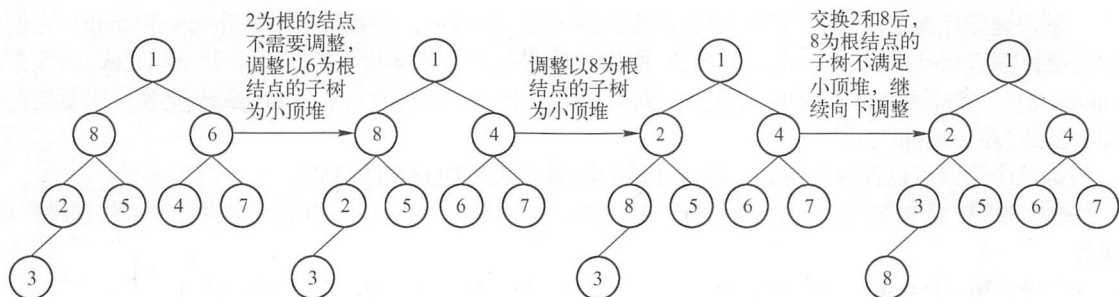 2为根的结点
不需要调整，
调整以6为根
结点的子树
为小顶堆
调整以8为根
结点的子树
为小顶堆
交换2和8后，
8为根结点的
子树不满足
小顶堆，继
续向下调整
1 1 1 1
8 6 8 4 2 4 2 4
2 5 4 7 2 5 6 7 8 5 6 7 3 5 6 7
3 3 3 8